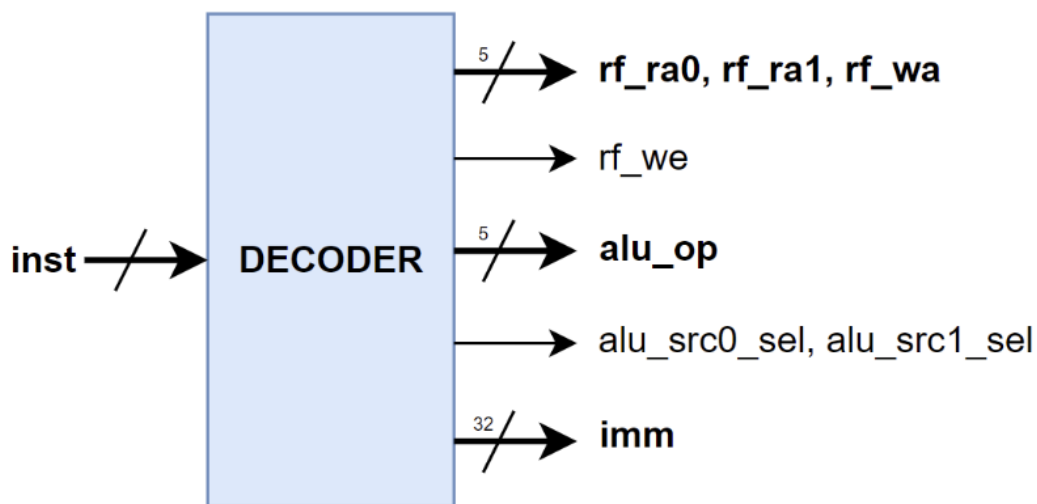 5
rf_ra0, rf_ra1, rf_wa
rf_we
inst
DECODER
5
alu_op
alu_src0_sel, alu_src1_sel
32
imm